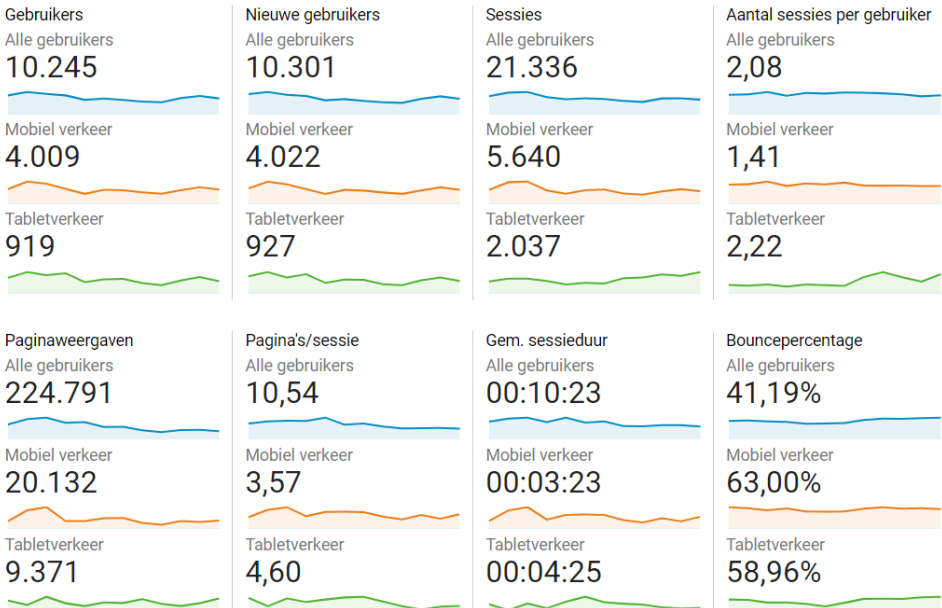 Gebruikers
Alle gebruikers
10.245
Mobiel verkeer
4.009
Tabletverkeer
919
Nieuwe gebruikers
Alle gebruikers
10.301
Mobiel verkeer
4.022
Tabletverkeer
927
Sessies
Alle gebruikers
21.336
Mobiel verkeer
5.640
Tabletverkeer
2.037
Aantal sessies per gebruiker
Alle gebruikers
2,08
Mobiel verkeer
1,41
Tabletverkeer
2,22
Paginaweergaven
Alle gebruikers
224.791
Mobiel verkeer
20.132
Tabletverkeer
9.371
Pagina's/sessie
Alle gebruikers
10,54
Mobiel verkeer
3,57
Tabletverkeer
4,60
Gem. sessieduur
Alle gebruikers
00:10:23
Mobiel verkeer
00:03:23
Tabletverkeer
00:04:25
Bouncepercentage
Alle gebruikers
41,19%
Mobiel verkeer
63,00%
Tabletverkeer
58,96%